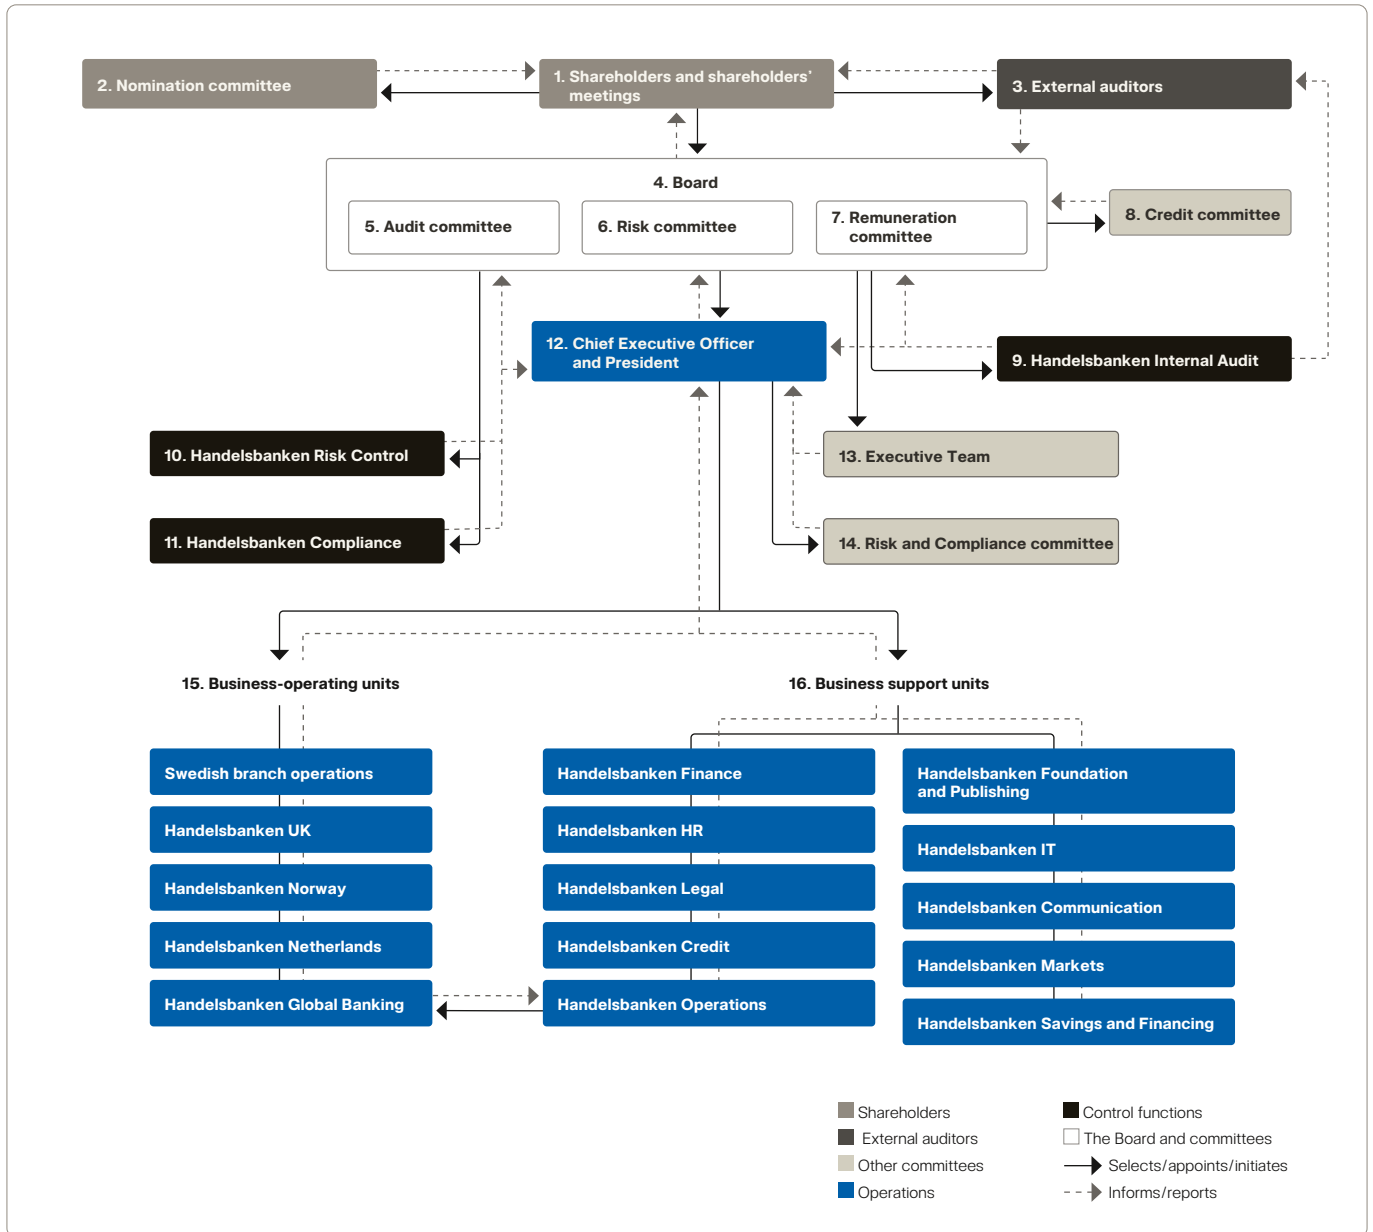 2. Nomination committee
1. Shareholders and shareholders’
meetings
3. External auditors
4. Board
5. Audit committee
6. Risk committee
7. Remuneration
committee
8. Credit committee
12. Chief Executive Officer
and President
9. Handelsbanken Internal Audit
10. Handelsbanken Risk Control
13. Executive Team
11. Handelsbanken Compliance
14. Risk and Compliance committee
15. Business-operating units
16. Business support units
Swedish branch operations
Handelsbanken UK
Handelsbanken Norway
Handelsbanken Netherlands
Handelsbanken Global Banking
Handelsbanken Finance
Handelsbanken HR
Handelsbanken Legal
Handelsbanken Credit
Handelsbanken Operations
Handelsbanken Foundation
and Publishing
Handelsbanken IT
Handelsbanken Communication
Handelsbanken Markets
Handelsbanken Savings and Financing
Shareholders
External auditors
Other committees
Operations
Control functions
The Board and committees
Selects/appoints/initiates
Informs/reports